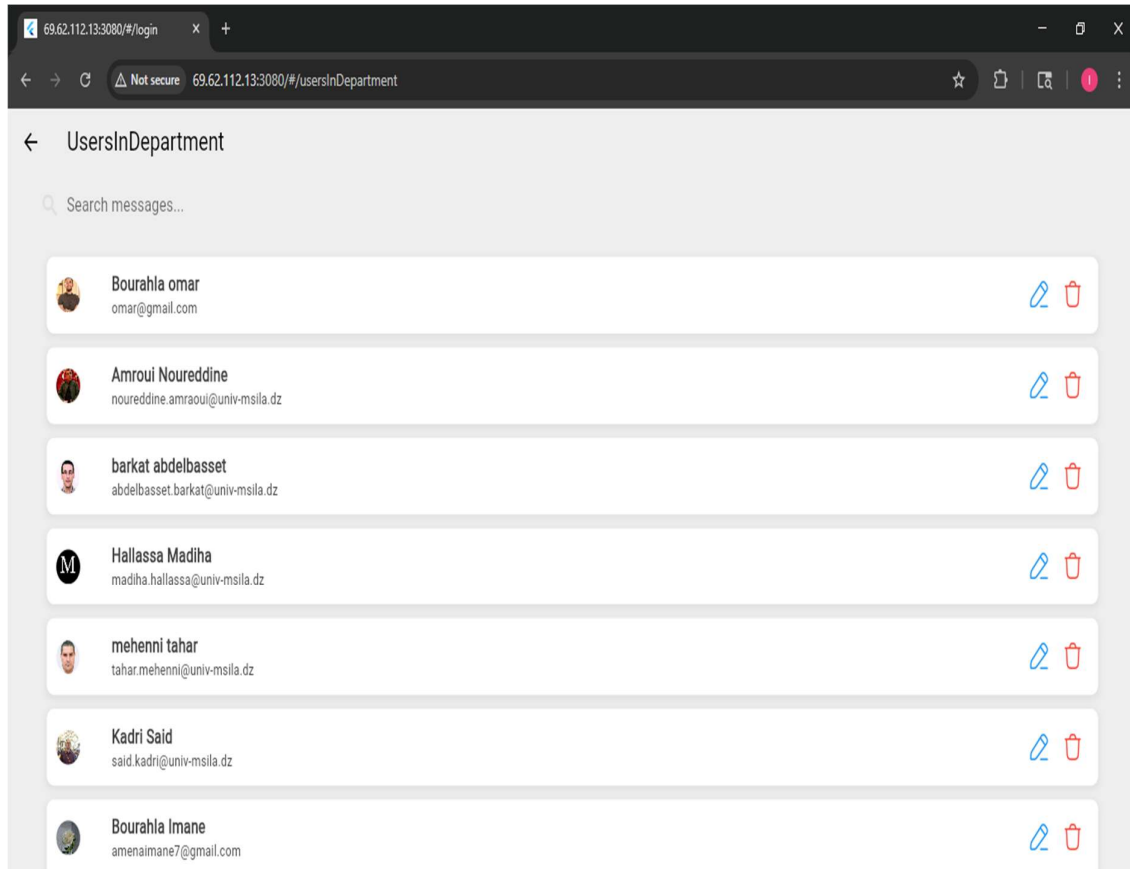 69.62.112.13:3080/#/login
Not secure 69.62.112.13:3080/#/usersInDepartment
I
UsersInDepartment
Search messages...
Bourahla omar
omar@gmail.com
Amroui Noureddine
noureddine.amraoui@univ-msila.dz
barkat abdelbasset
abdelbasset.barkat@univ-msila.dz
M
Hallassa Madiha
madiha.hallassa@univ-msila.dz
mehenni tahar
tahar.mehenni@univ-msila.dz
Kadri Said
said.kadri@univ-msila.dz
Bourahla Imane
amenaimane7@gmail.com